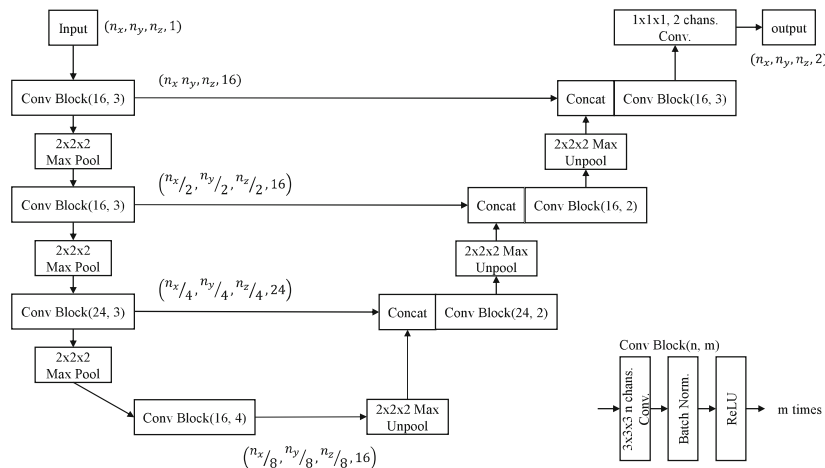 Input
(n_x, n_y, n_z, 1)
1x1x1, 2 chans.
Conv.
output
(n_x, n_y, n_z, 2)
Conv Block(16, 3)
(n_x n_y, n_z, 16)
Concat
Conv Block(16, 3)
2x2x2
Max Pool
2x2x2 Max
Unpool
Conv Block(16, 3)
(n_x/2, n_y/2, n_z/2, 16)
Concat
Conv Block(16, 2)
2x2x2
Max Pool
2x2x2 Max
Unpool
Conv Block(24, 3)
(n_x/4, n_y/4, n_z/4, 24)
Concat
Conv Block(24, 2)
2x2x2
Max Pool
Conv Block(16, 4)
2x2x2 Max
Unpool
(n_x/8, n_y/8, n_z/8, 16)
Conv Block(n, m)
3x3x3 n chans.
Conv.
Batch Norm.
ReLU
m times